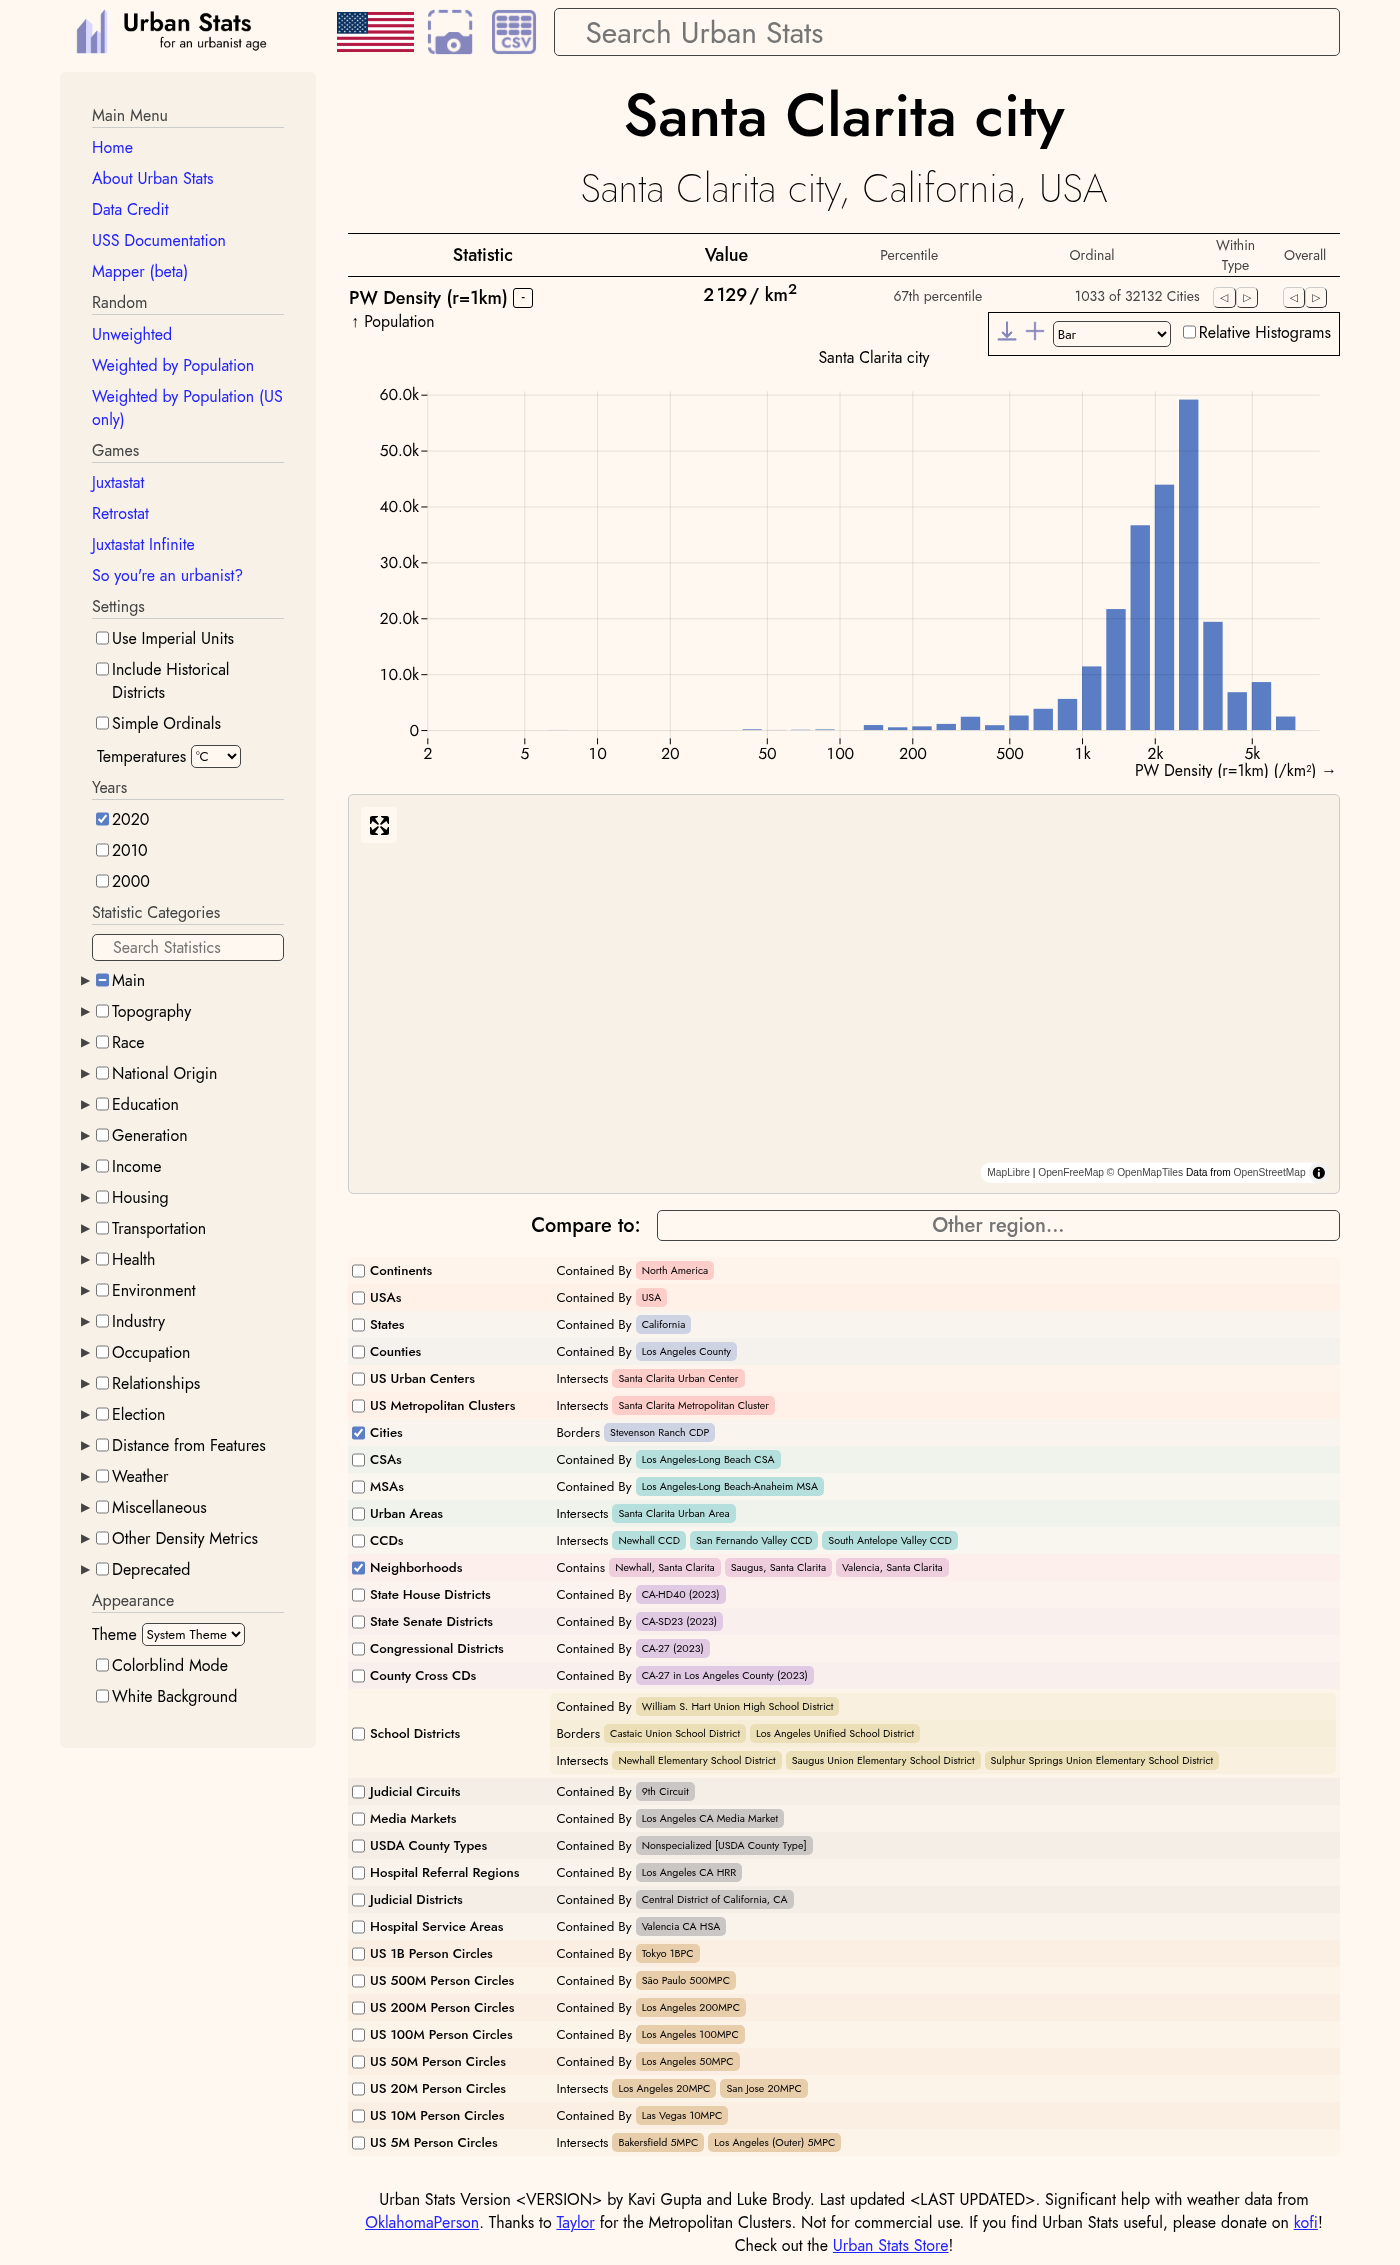 Urban Stats
for an urbanist age
CSV
Search Urban Stats
Main Menu
Home
About Urban Stats
Data Credit
USS Documentation
Mapper (beta)
Random
Unweighted
Weighted by Population
Weighted by Population (US
only)
Games
Juxtastat
Retrostat
Juxtastat Infinite
So you're an urbanist?
Settings
Use Imperial Units
Include Historical
Districts
Simple Ordinals
Temperatures °C
Years
2020
2010
2000
Statistic Categories
Search Statistics
Main
Topography
Race
National Origin
Education
Generation
Income
Housing
Transportation
Health
Environment
Industry
Occupation
Relationships
Election
Distance from Features
Weather
Miscellaneous
Other Density Metrics
Deprecated
Appearance
Theme System Theme
Colorblind Mode
White Background
Santa Clarita city
Santa Clarita city, California, USA
Statistic Value Percentile Ordinal Within Type Overall
PW Density (r=1km) - 2 129 / km² 67th percentile 1033 of 32132 Cities
↑ Population
Bar Relative Histograms
Santa Clarita city
60.0k
50.0k
40.0k
30.0k
20.0k
10.0k
0
2 5 10 20 50 100 200 500 1k 2k 5k
PW Density (r=1km) (/km²) →
MapLibre | OpenFreeMap © OpenMapTiles Data from OpenStreetMap
Compare to: Other region...
Continents Contained By North America
USAs Contained By USA
States Contained By California
Counties Contained By Los Angeles County
US Urban Centers Intersects Santa Clarita Urban Center
US Metropolitan Clusters Intersects Santa Clarita Metropolitan Cluster
Cities Borders Stevenson Ranch CDP
CSAs Contained By Los Angeles-Long Beach CSA
MSAs Contained By Los Angeles-Long Beach-Anaheim MSA
Urban Areas Intersects Santa Clarita Urban Area
CCDs Intersects Newhall CCD San Fernando Valley CCD South Antelope Valley CCD
Neighborhoods Contains Newhall, Santa Clarita Saugus, Santa Clarita Valencia, Santa Clarita
State House Districts Contained By CA-HD40 (2023)
State Senate Districts Contained By CA-SD23 (2023)
Congressional Districts Contained By CA-27 (2023)
County Cross CDs Contained By CA-27 in Los Angeles County (2023)
Contained By William S. Hart Union High School District
School Districts Borders Castaic Union School District Los Angeles Unified School District
Intersects Newhall Elementary School District Saugus Union Elementary School District Sulphur Springs Union Elementary School District
Judicial Circuits Contained By 9th Circuit
Media Markets Contained By Los Angeles CA Media Market
USDA County Types Contained By Nonspecialized [USDA County Type]
Hospital Referral Regions Contained By Los Angeles CA HRR
Judicial Districts Contained By Central District of California, CA
Hospital Service Areas Contained By Valencia CA HSA
US 1B Person Circles Contained By Tokyo 1BPC
US 500M Person Circles Contained By São Paulo 500MPC
US 200M Person Circles Contained By Los Angeles 200MPC
US 100M Person Circles Contained By Los Angeles 100MPC
US 50M Person Circles Contained By Los Angeles 50MPC
US 20M Person Circles Intersects Los Angeles 20MPC San Jose 20MPC
US 10M Person Circles Contained By Las Vegas 10MPC
US 5M Person Circles Intersects Bakersfield 5MPC Los Angeles (Outer) 5MPC
Urban Stats Version <VERSION> by Kavi Gupta and Luke Brody. Last updated <LAST UPDATED>. Significant help with weather data from
OklahomaPerson. Thanks to Taylor for the Metropolitan Clusters. Not for commercial use. If you find Urban Stats useful, please donate on kofi!
Check out the Urban Stats Store!